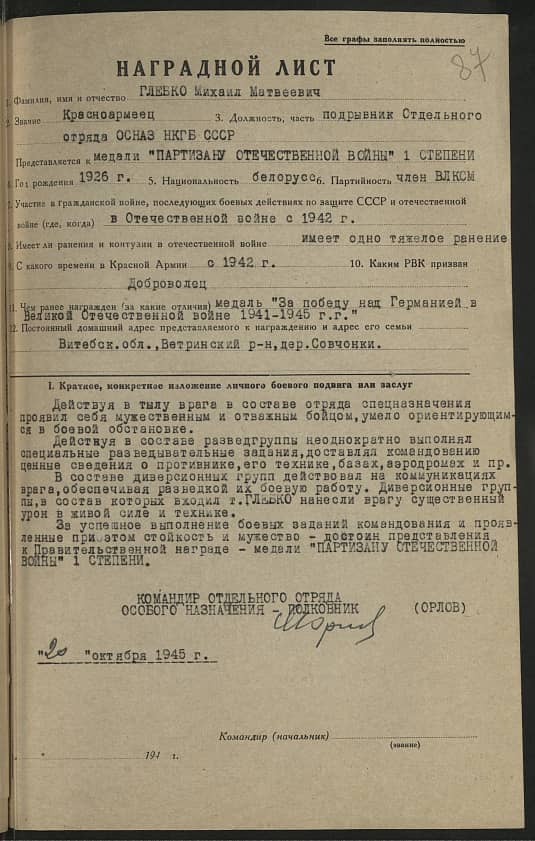 Все графы заполнять полностью
87
НАГРАДНОЙ ЛИСТ
1. Фамилия, имя и отчество ГЛЕБКО Михаил Матвеевич
2. Звание Красноармеец 3. Должность, часть подрывник Отдельного
отряда ОСНАЗ НКГБ СССР
Представляется к медали "ПАРТИЗАНУ ОТЕЧЕСТВЕННОЙ ВОЙНЫ" 1 СТЕПЕНИ
4. Год рождения 1926 г. 5. Национальность белорусс 6. Партийность член ВЛКСМ
7. Участие в гражданской войне, последующих боевых действиях по защите СССР и отечественной
войне (где, когда) в Отечественной войне с 1942 г.
8. Имеет ли ранения и контузии в отечественной войне имеет одно тяжелое ранение
9. С какого времени в Красной Армии с 1942 г. 10. Каким РВК призван
Доброволец
11. Чем ранее награжден (за какие отличия) медаль "За победу над Германией в
Великой Отечественной войне 1941-1945 г.г."
12. Постоянный домашний адрес представляемого к награждению и адрес его семьи
Витебск.обл.,Ветринский р-н,дер.Совчонки.
I. Краткое, конкретное изложение личного боевого подвига или заслуг
Действуя в тылу врага в составе отряда спецназначения
проявил себя мужественным и отважным бойцом,умело ориентирующим-
ся в боевой обстановке.
Действуя в составе разведгруппы неоднократно выполнял
специальные разведывательные задания,доставлял командованию
ценные сведения о противнике,его технике,базах,аэродромех и пр.
В составе диверсионных групп действовал на коммуникациях
врага,обеспечивая разведкой их боевую работу. Диверсионные груп-
пы,в состав которых входил т.ГЛЕБКО нанесли врагу существенный
урон в живой силе и технике.
За успешное выполнение боевых заданий командования и прояв-
ленные при этом стойкость и мужество - достоин представления
к Правительственной награде - медали "ПАРТИЗАНУ ОТЕЧЕСТВЕННОЙ
ВОЙНЫ" 1 СТЕПЕНИ.
КОМАНДИР ОТДЕЛЬНОГО ОТРЯДА
ОСОБОГО НАЗНАЧЕНИЯ - ПОЛКОВНИК (ОРЛОВ)
"20 "октября 1945 г.
Командир (начальник)
(звание)
194 г.